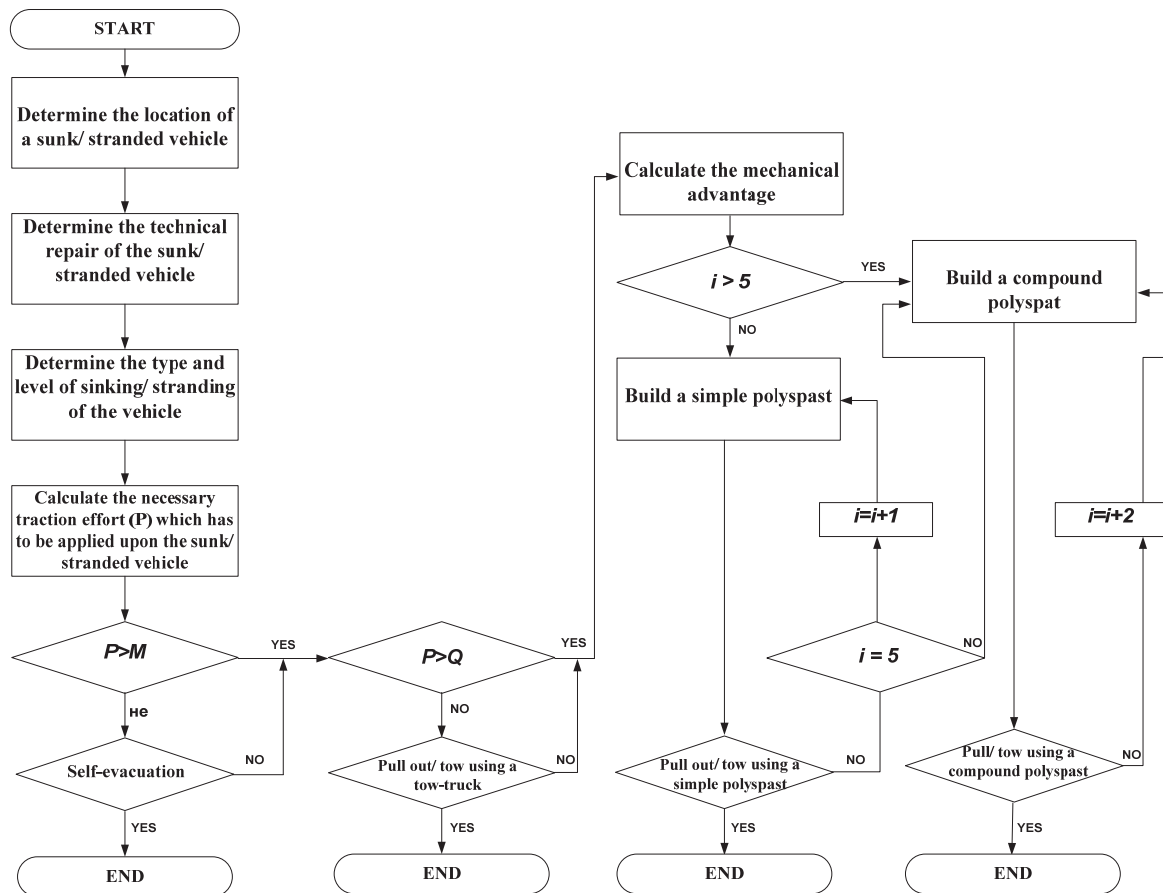 START
Determine the location of
a sunk/ stranded vehicle
Determine the technical
repair of the sunk/
stranded vehicle
Determine the type and
level of sinking/ stranding
of the vehicle
Calculate the necessary
traction effort (P) which has
to be applied upon the sunk/
stranded vehicle
P>M
YES
не
Self-evacuation
NO
YES
END
P>Q
YES
NO
Pull out/ tow using a
tow-truck
NO
YES
END
Calculate the mechanical
advantage
i > 5
YES
NO
Build a simple polyspast
i=i+1
i = 5
NO
Pull out/ tow using a
simple polyspast
NO
YES
END
Build a compound
polyspat
i=i+2
Pull/ tow using a
compound polyspast
NO
YES
END